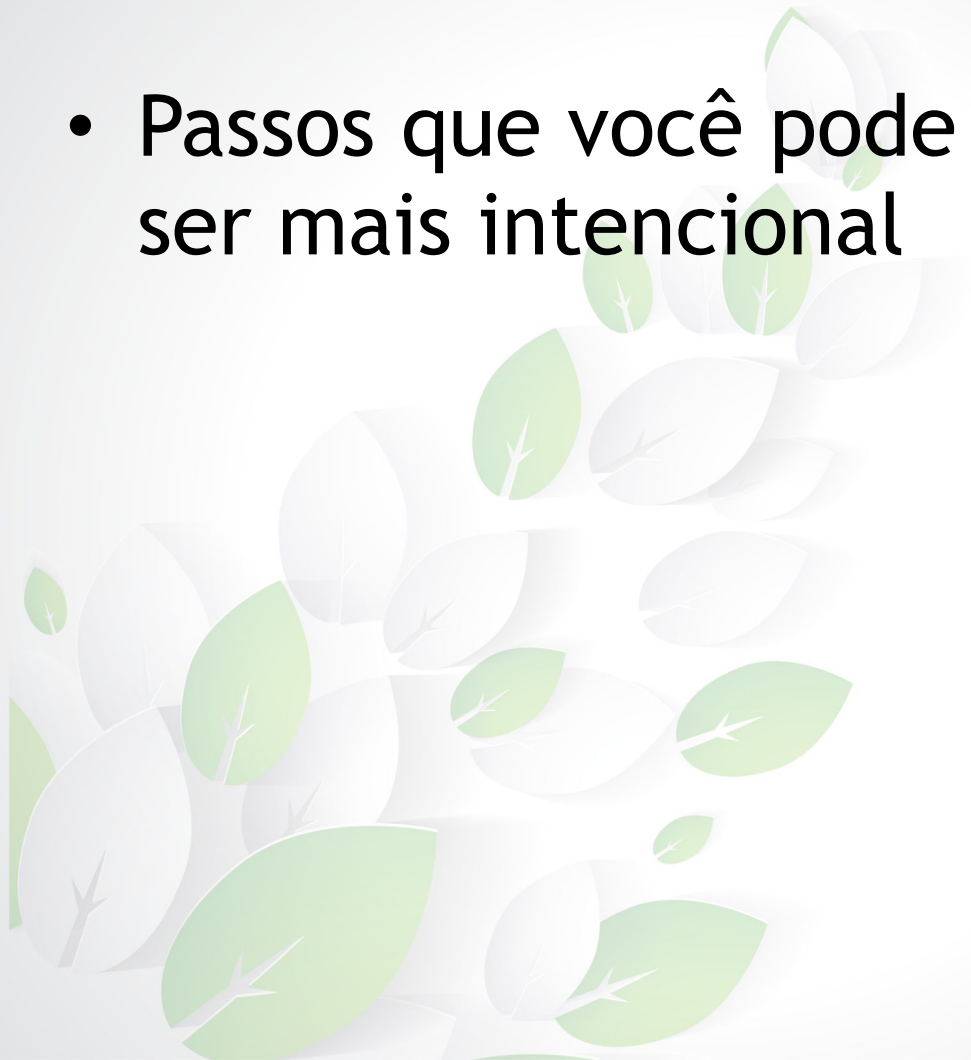 • Passos que você pode
ser mais intencional